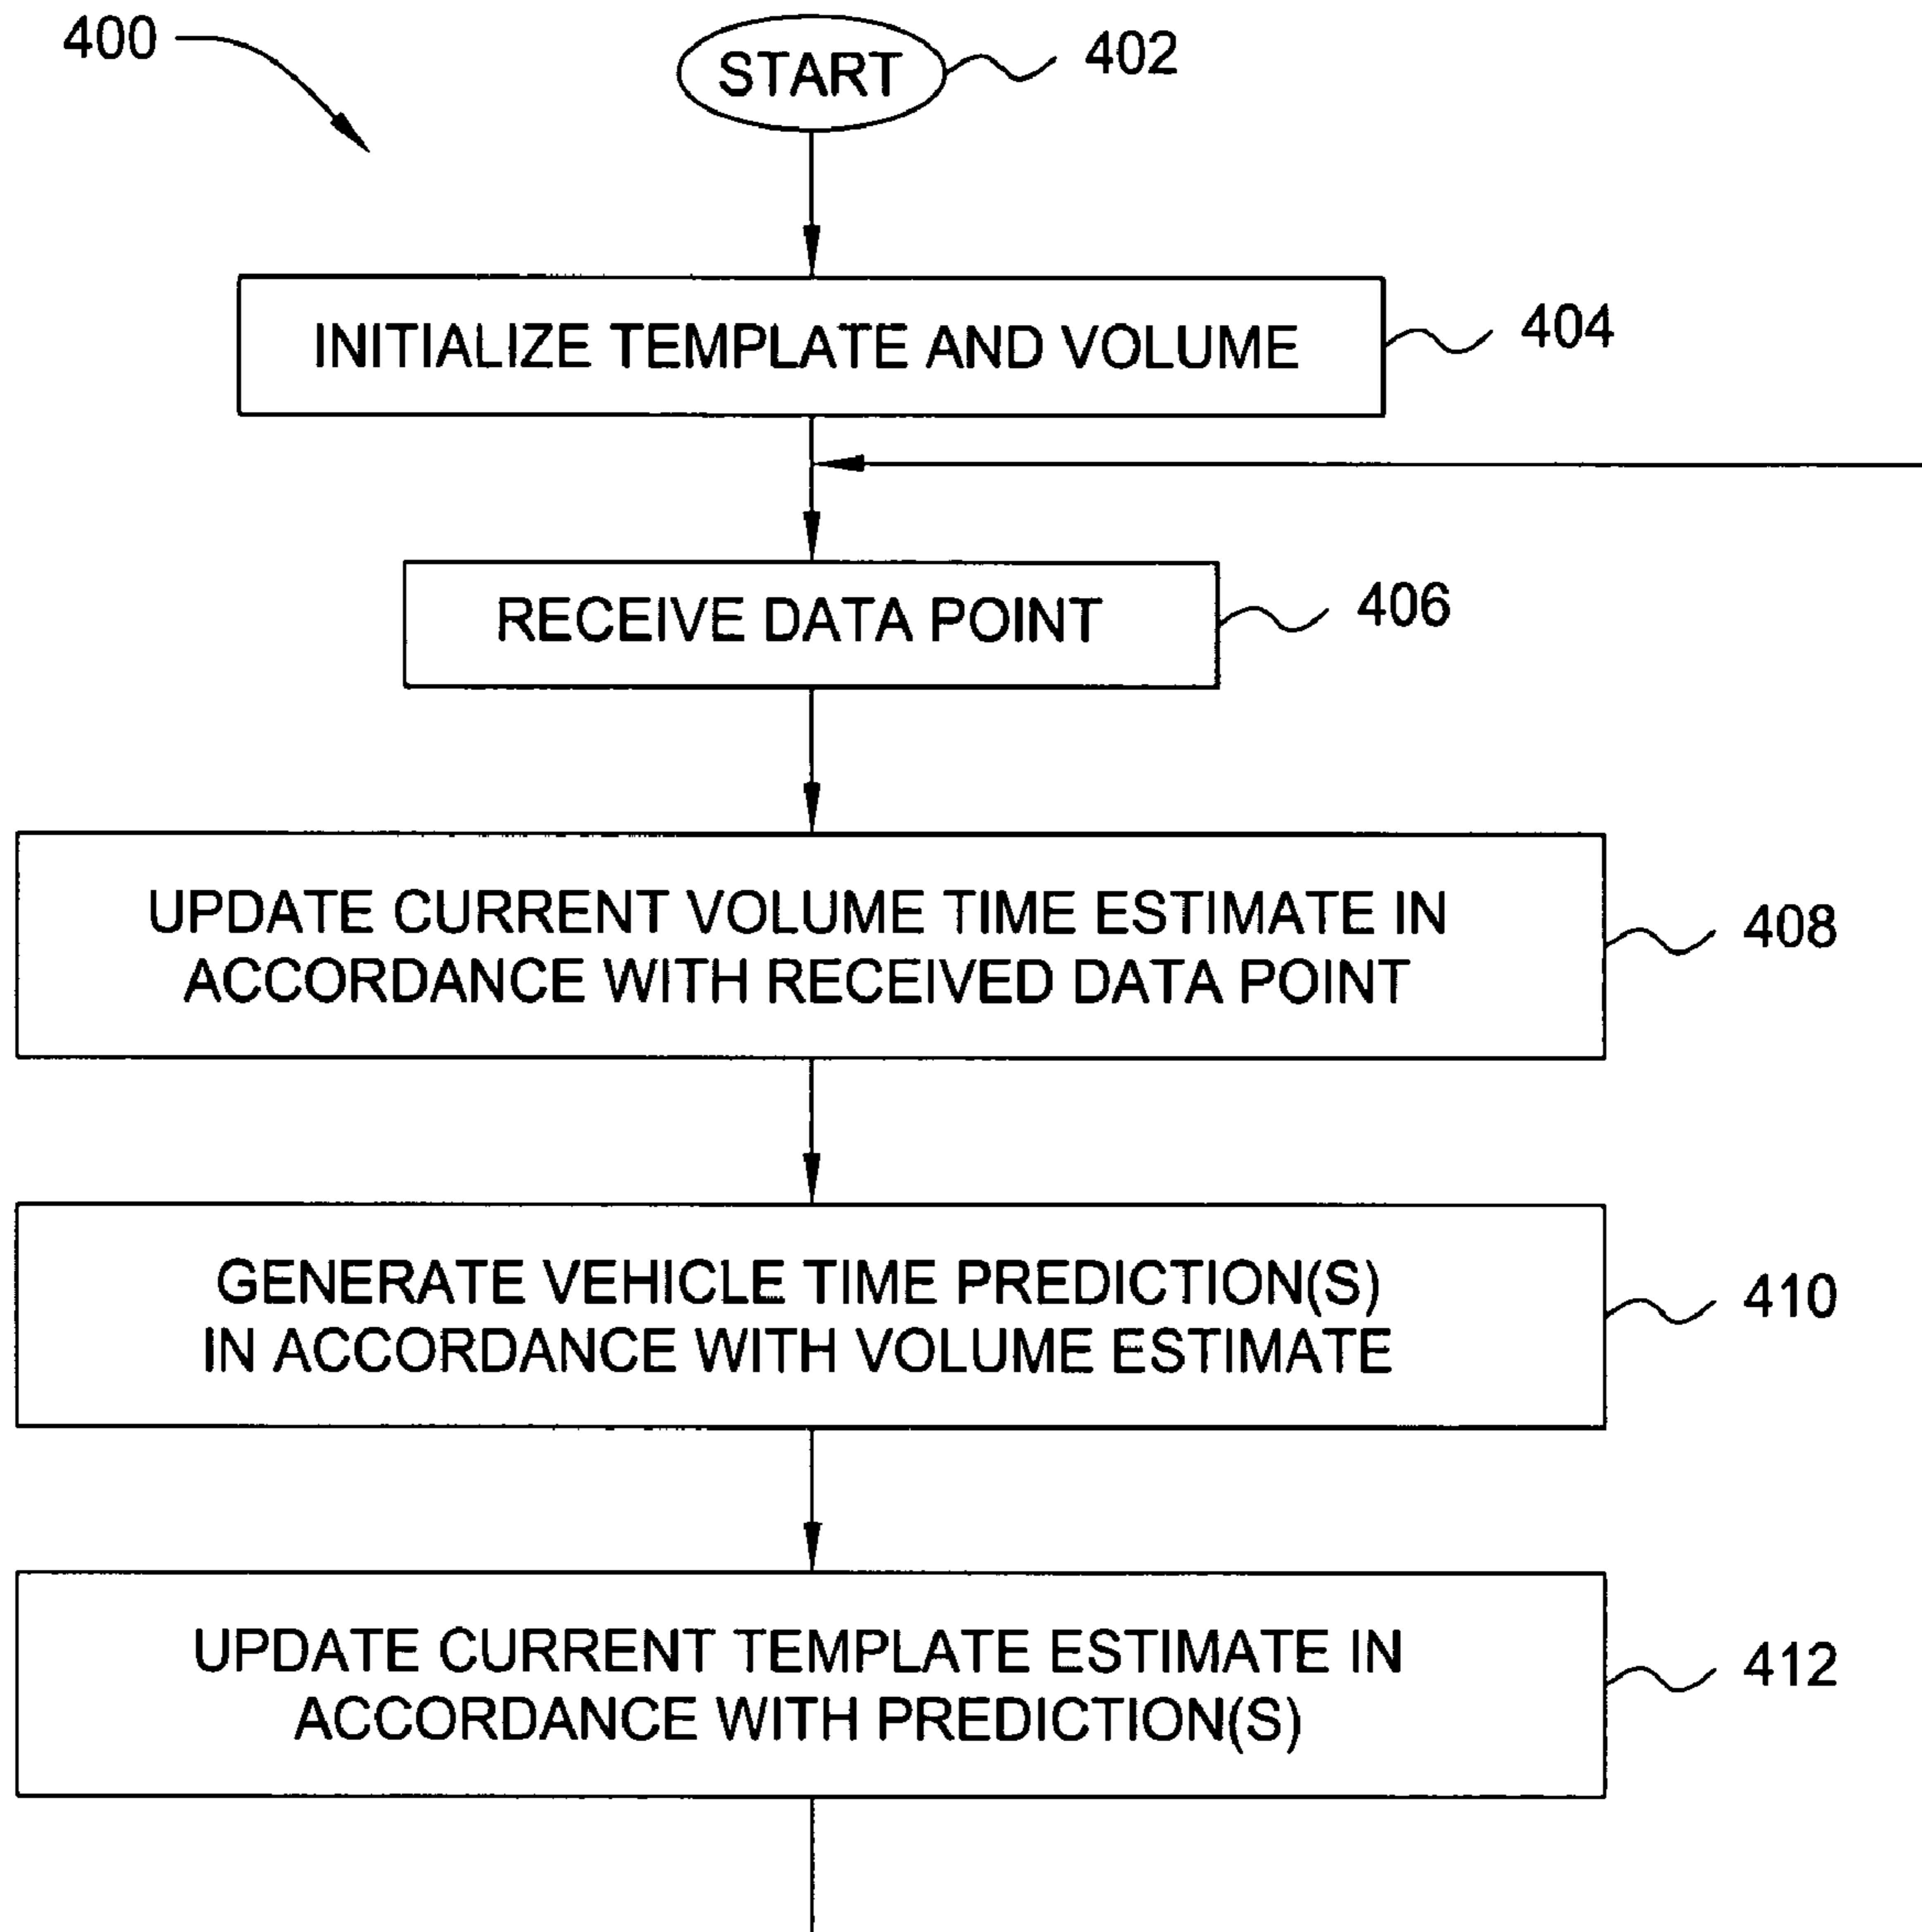 400
START
402
INITIALIZE TEMPLATE AND VOLUME
404
RECEIVE DATA POINT
406
UPDATE CURRENT VOLUME TIME ESTIMATE IN
ACCORDANCE WITH RECEIVED DATA POINT
408
GENERATE VEHICLE TIME PREDICTION(S)
IN ACCORDANCE WITH VOLUME ESTIMATE
410
UPDATE CURRENT TEMPLATE ESTIMATE IN
ACCORDANCE WITH PREDICTION(S)
412